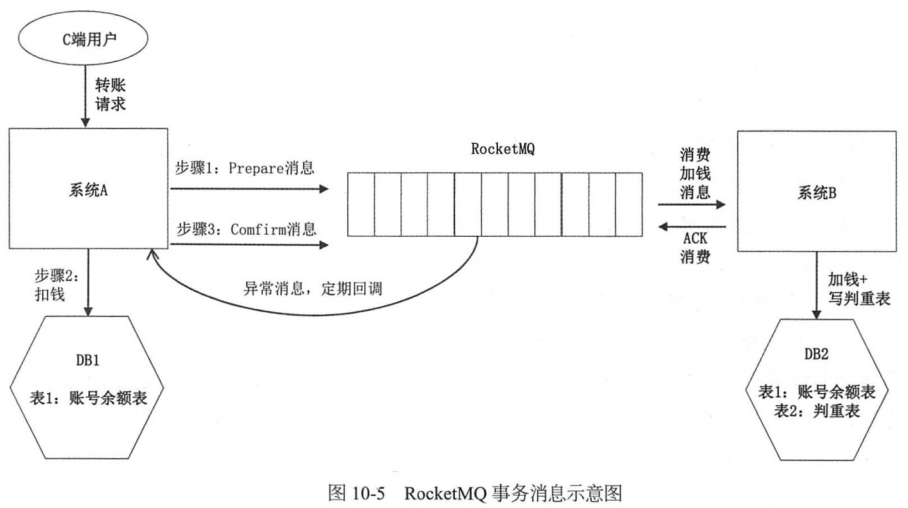 C端用户
转账
请求
系统A
步骤1：Prepare消息
步骤3：Comfirm消息
RocketMQ
消费
加钱
消息
ACK
消费
系统B
步骤2：
扣钱
异常消息，定期回调
加钱+
写判重表
DB1
表1：账号余额表
DB2
表1：账号余额表
表2：判重表
图 10-5 RocketMQ 事务消息示意图